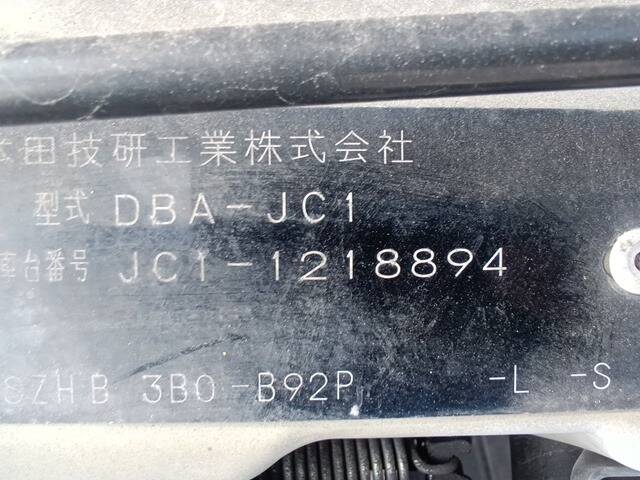 本田技研工業株式会社
型式 DBA-JC1
車台番号 JC1-1218894
SZHB 3B0-B92P -L -S